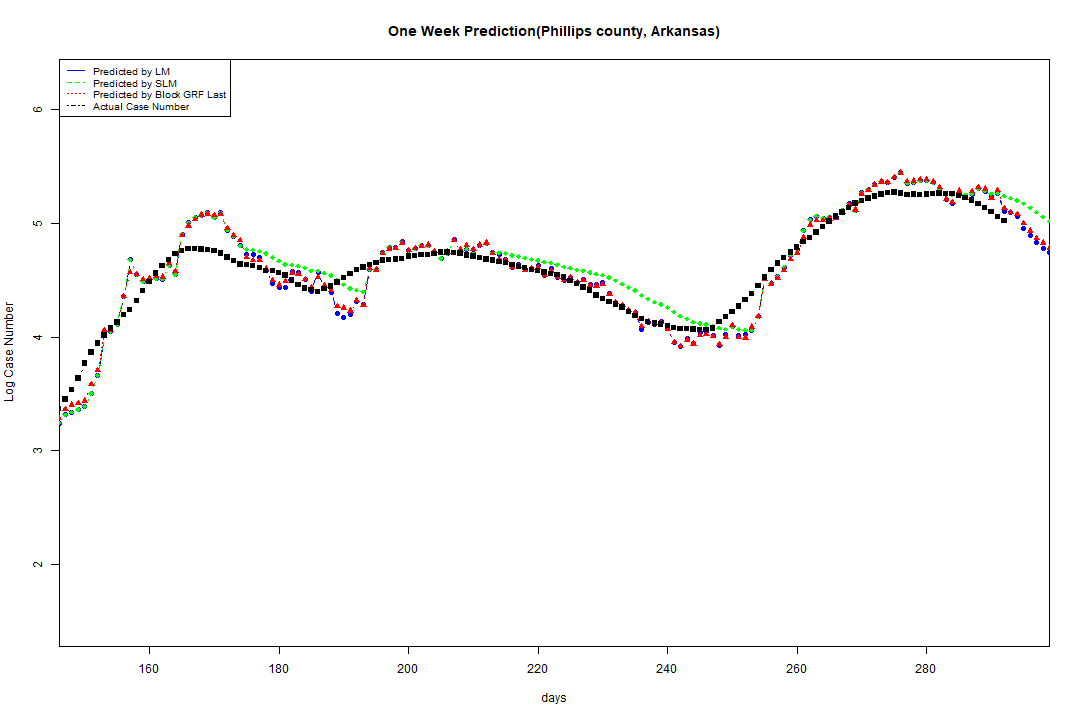 One Week Prediction(Phillips county, Arkansas)
Predicted by LM
Predicted by SLM
Predicted by Block GRF Last
Actual Case Number
6
5
4
3
2
Log Case Number
160 180 200 220 240 260 280
days